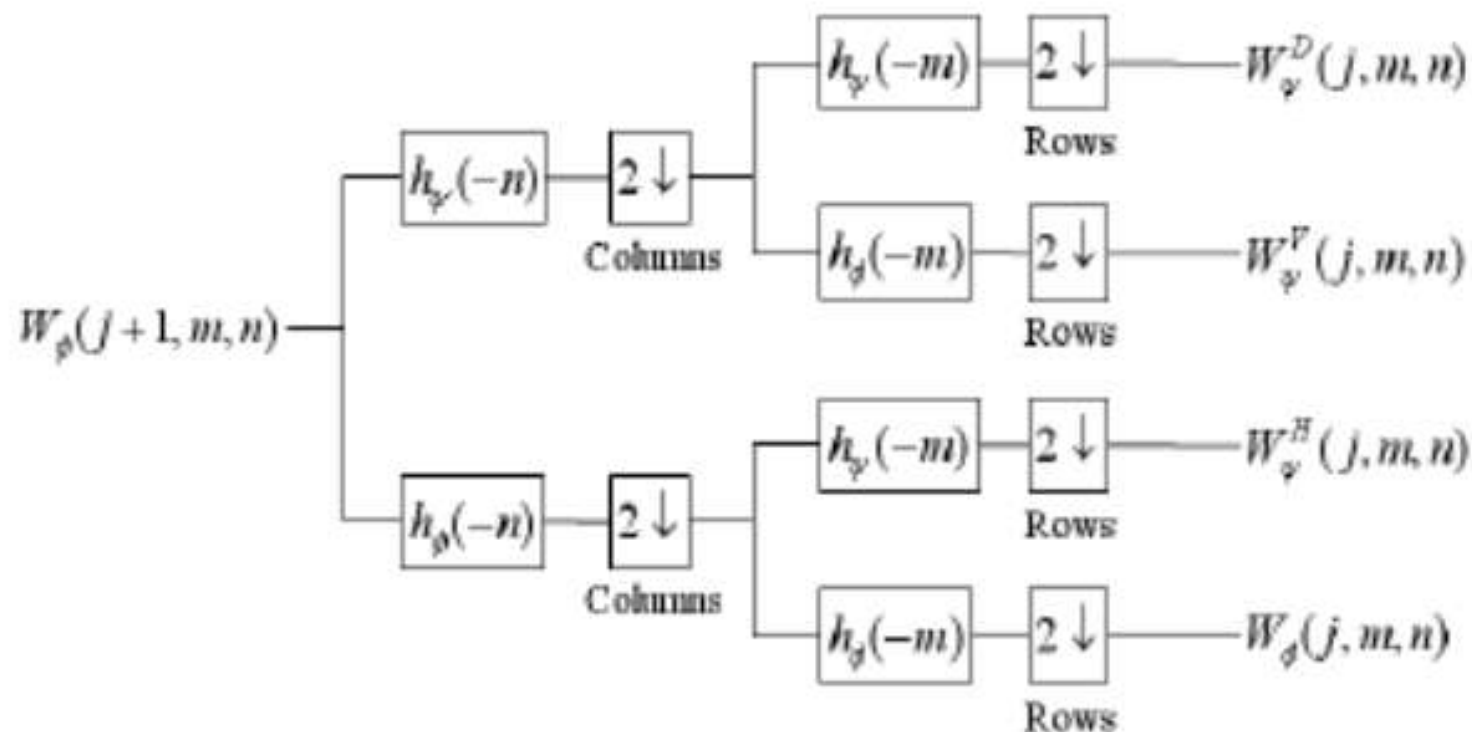 h_ψ(-m) 2↓ W_ψ^D(j,m,n)
Rows
h_ψ(-n) 2↓
Columns
h_ϕ(-m) 2↓ W_ψ^V(j,m,n)
Rows
W_ϕ(j+1,m,n)
h_ψ(-m) 2↓ W_ψ^H(j,m,n)
Rows
h_ϕ(-n) 2↓
Columns
h_ϕ(-m) 2↓ W_ϕ(j,m,n)
Rows